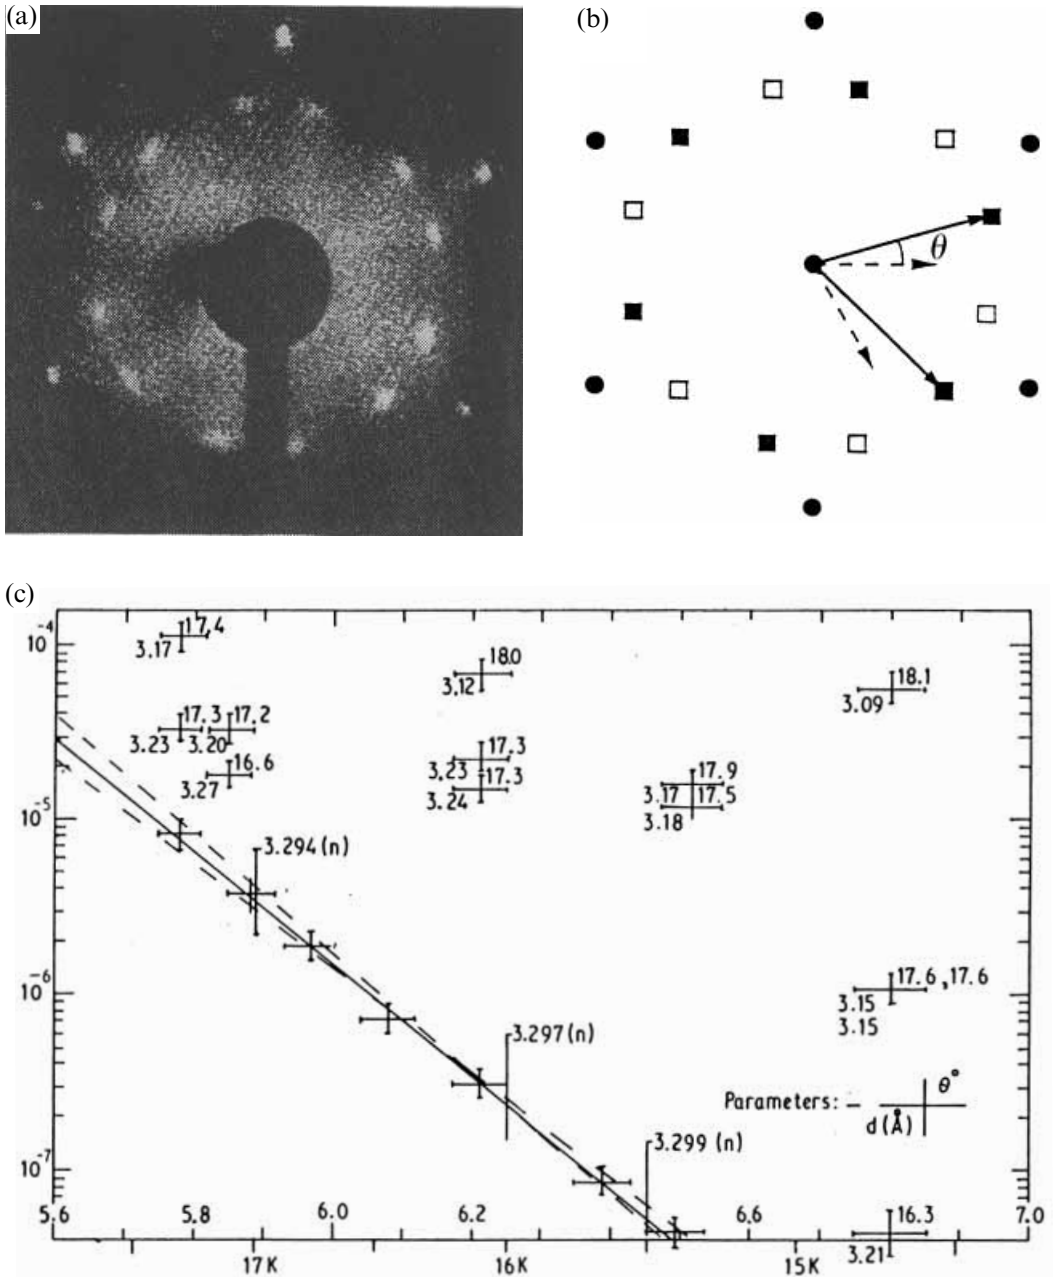 (a)
(b)
θ
(c)
10⁻⁴
10⁻⁵
10⁻⁶
10⁻⁷
17.4
3.17
18.0
3.12
18.1
3.09
17.3 17.2
3.23 3.20
16.6
3.27
17.3
3.23 17.3
3.24
17.9
3.17 17.5
3.18
3.294 (n)
17.6, 17.6
3.15
3.15
3.297 (n)
Parameters: θ°
d(Å)
3.299 (n)
16.3
3.21
5.6 5.8 6.0 6.2 6.6 7.0
17K 16K 15K